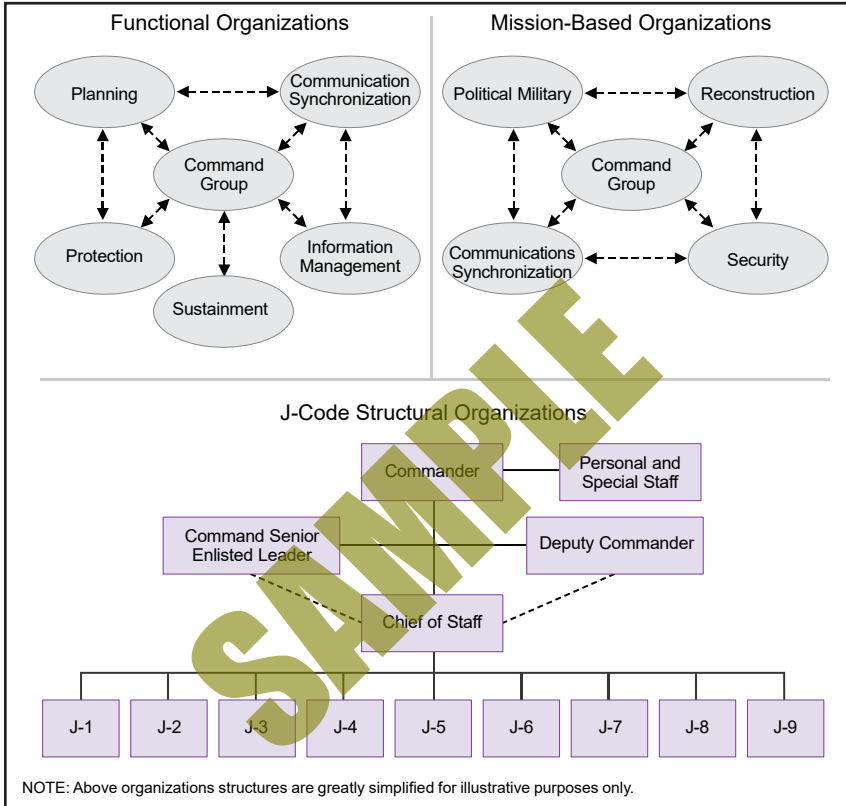 Functional Organizations
Planning
Communication
Synchronization
Command
Group
Protection
Information
Management
Sustainment
Mission-Based Organizations
Political Military
Reconstruction
Command
Group
Communications
Synchronization
Security
J-Code Structural Organizations
Commander
Personal and
Special Staff
Command Senior
Enlisted Leader
Deputy Commander
Chief of Staff
J-1
J-2
J-3
J-4
J-5
J-6
J-7
J-8
J-9
SAMPLE
NOTE: Above organizations structures are greatly simplified for illustrative purposes only.